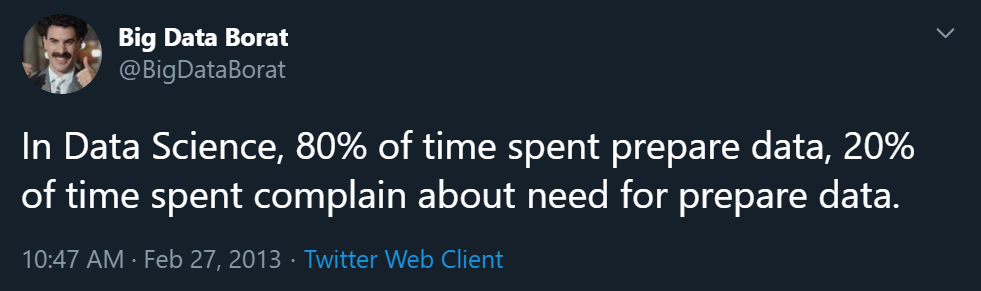 Big Data Borat
@BigDataBorat
In Data Science, 80% of time spent prepare data, 20%
of time spent complain about need for prepare data.
10:47 AM · Feb 27, 2013 · Twitter Web Client